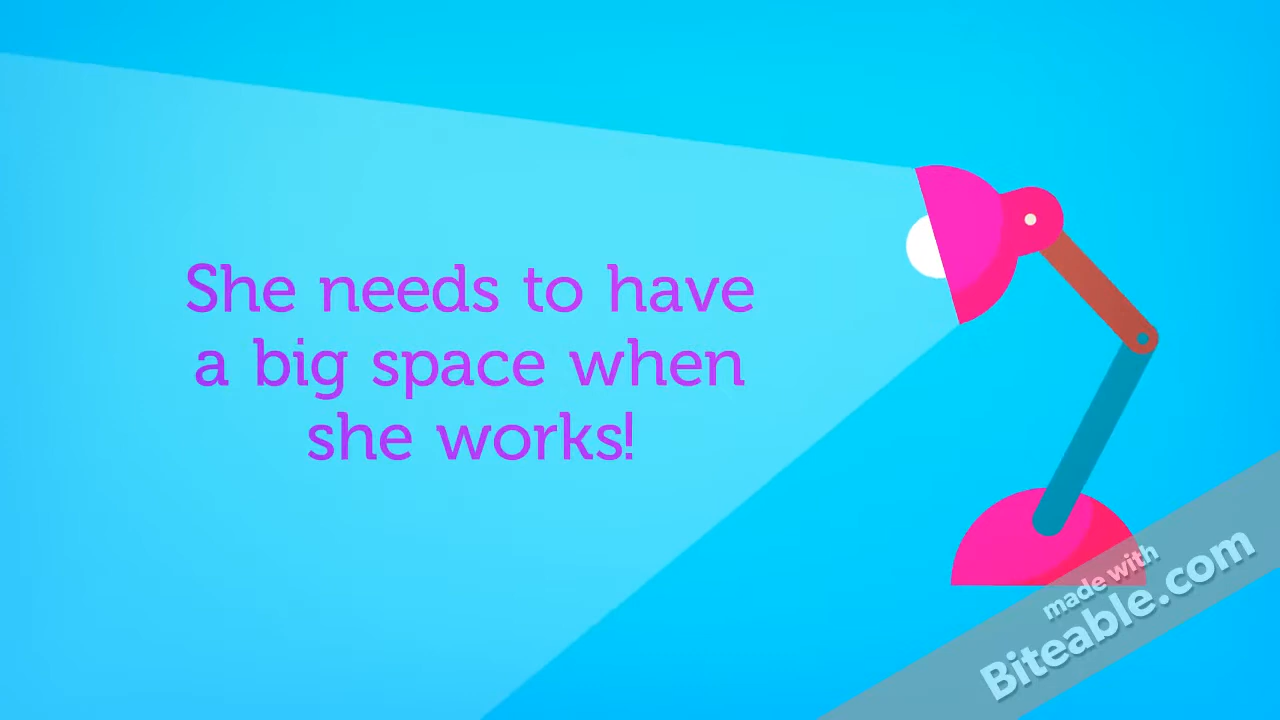 She needs to have
a big space when
she works!
made with
Biteable.com